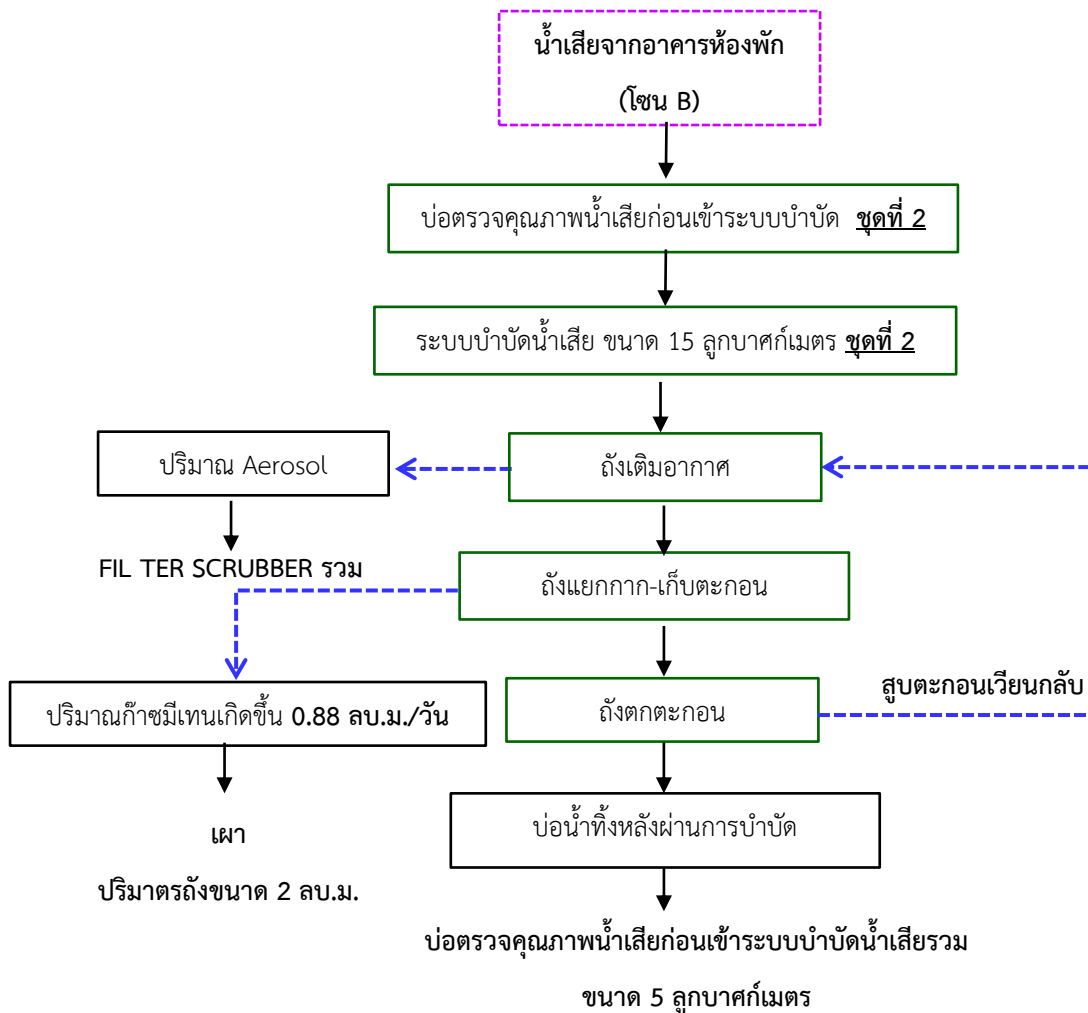 น้ำเสียจากอาคารห้องพัก
(โซน B)
บ่อตรวจคุณภาพน้ำเสียก่อนเข้าระบบบำบัด ชุดที่ 2
ระบบบำบัดน้ำเสีย ขนาด 15 ลูกบาศก์เมตร ชุดที่ 2
ปริมาณ Aerosol
ถังเติมอากาศ
FIL TER SCRUBBER รวม
ถังแยกกาก-เก็บตะกอน
สูบตะกอนเวียนกลับ
ปริมาณก๊าซมีเทนเกิดขึ้น 0.88 ลบ.ม./วัน
ถังตกตะกอน
เผา
ปริมาตรถังขนาด 2 ลบ.ม.
บ่อน้ำทิ้งหลังผ่านการบำบัด
บ่อตรวจคุณภาพน้ำเสียก่อนเข้าระบบบำบัดน้ำเสียรวม
ขนาด 5 ลูกบาศก์เมตร